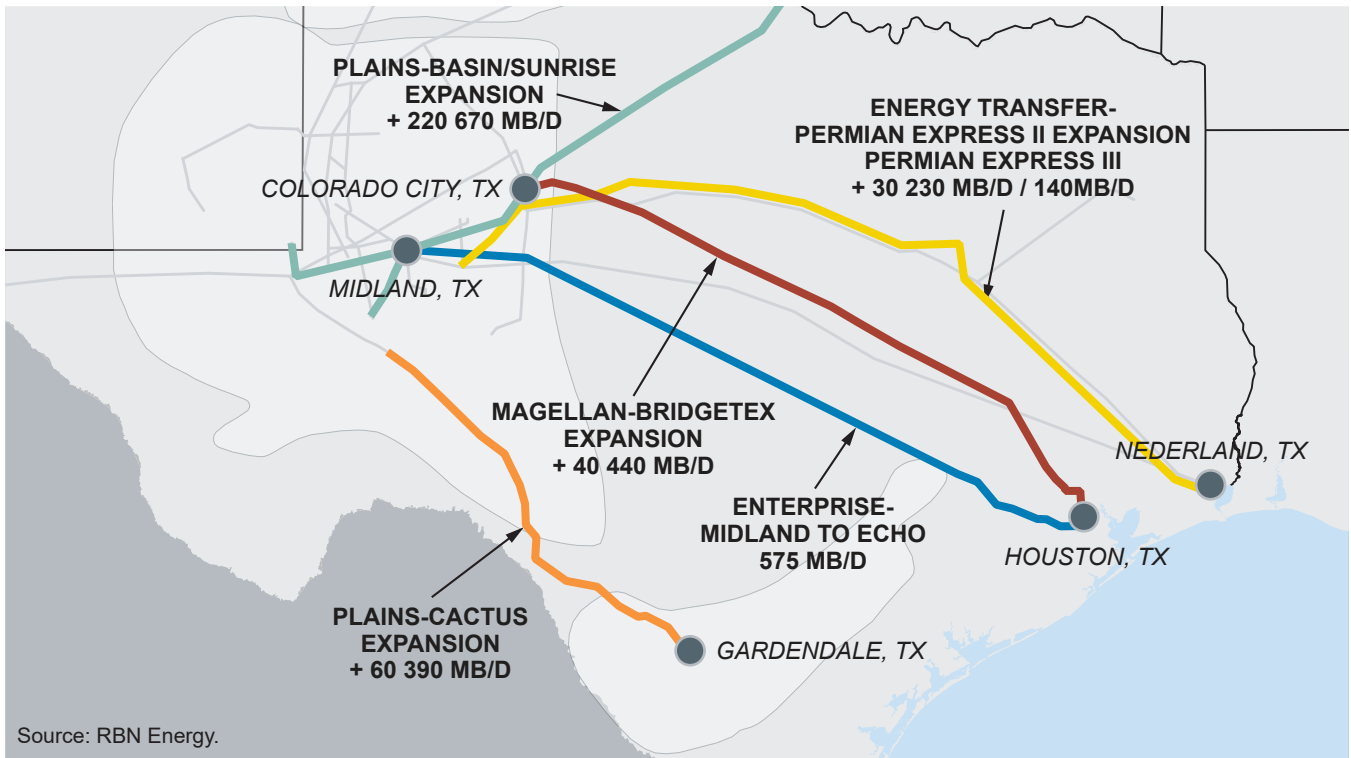 PLAINS-BASIN/SUNRISE
EXPANSION
+ 220 670 MB/D
ENERGY TRANSFER-
PERMIAN EXPRESS II EXPANSION
PERMIAN EXPRESS III
+ 30 230 MB/D / 140MB/D
COLORADO CITY, TX
MIDLAND, TX
MAGELLAN-BRIDGETEX
EXPANSION
+ 40 440 MB/D
NEDERLAND, TX
ENTERPRISE-
MIDLAND TO ECHO
575 MB/D
HOUSTON, TX
PLAINS-CACTUS
EXPANSION
+ 60 390 MB/D
GARDENDALE, TX
Source: RBN Energy.